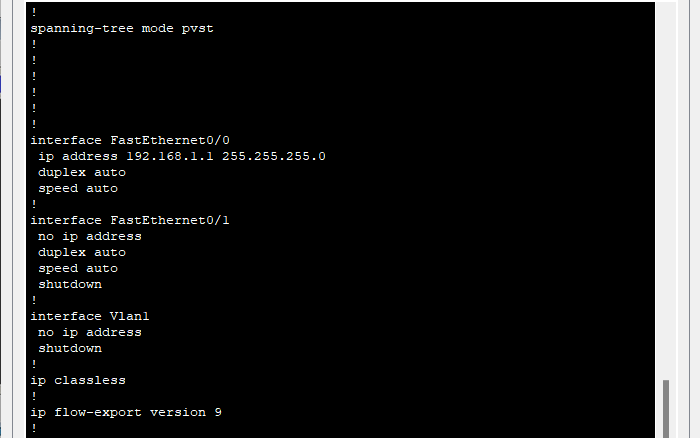 !
spanning-tree mode pvst
!
!
!
!
!
!
interface FastEthernet0/0
ip address 192.168.1.1 255.255.255.0
duplex auto
speed auto
!
interface FastEthernet0/1
no ip address
duplex auto
speed auto
shutdown
!
interface Vlan1
no ip address
shutdown
!
ip classless
!
ip flow-export version 9
!